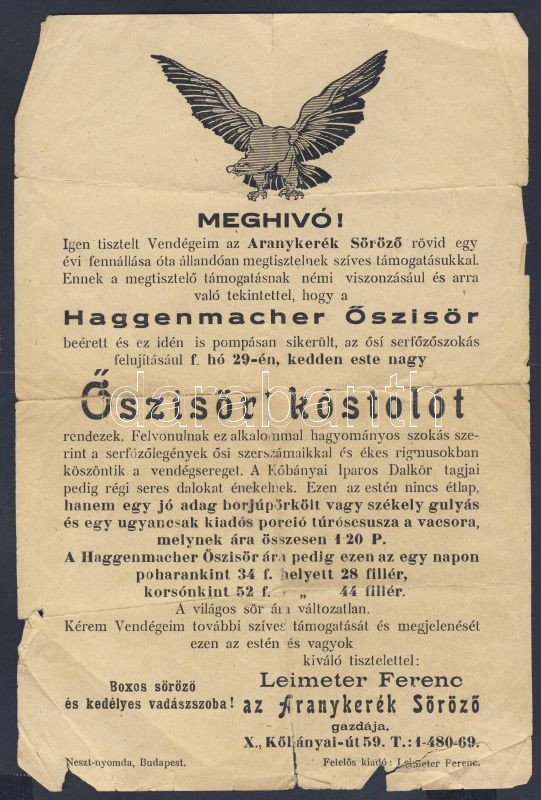 MEGHIVÓ!
Igen tisztelt Vendégeim az Aranykerék Söröző rövid egy
évi fennállása óta állandóan megtisztelnek szíves támogatásukkal.
Ennek a megtisztelő támogatásnak némi viszonzásául és arra
való tekintettel, hogy a
Haggenmacher Őszisör
beérett és ez idén is pompásan sikerült, az ősí serfőzőszokás
felujításául f. hó 29-én, kedden este nagy
Őszisör kóstolót
darabanth
rendezek. Felvonulnak ez alkalommal hagyományos szokás sze-
rint a serfőzőlegények ősi szerszámaikkal és ékes rigmusokban
köszöntik a vendégsereget. A Kőbányai Iparos Dalkör tagjai
pedig régi seres dalokat énekelnek. Ezen az estén nincs étlap,
hanem egy jó adag borjúpörkölt vagy székely gulyás
és egy ugyancsak kiadós porció túróscsusza a vacsora,
melynek ára összesen 1·20 P.
A Haggenmacher Őszisör ára pedig ezen az egy napon
poharankint 34 f. helyett 28 fillér,
korsónkint 52 f. „ 44 fillér.
A világos sör ára változatlan.
Kérem Vendégeim további szíves támogatását és megjelenését
ezen az estén és vagyok
kiváló tisztelettel:
Boxos söröző
és kedélyes vadászszoba!
Leimeter Ferenc
az Aranykerék Söröző
gazdája.
X., Kőbányai-út 59. T.: 1-480-69.
Neszt-nyomda, Budapest.
Felelős kiadó: Leimeter Ferenc.